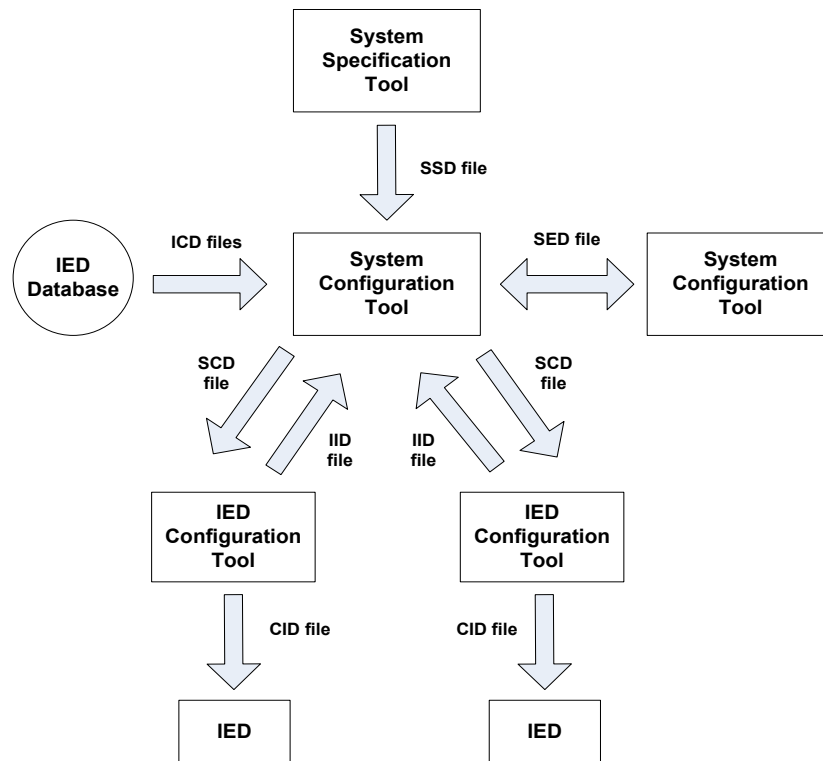 System
Specification
Tool
SSD file
ICD files
SED file
IED
Database
System
Configuration
Tool
System
Configuration
Tool
SCD
file
SCD
file
IID
file
IID
file
IED
Configuration
Tool
IED
Configuration
Tool
CID file
CID file
IED
IED